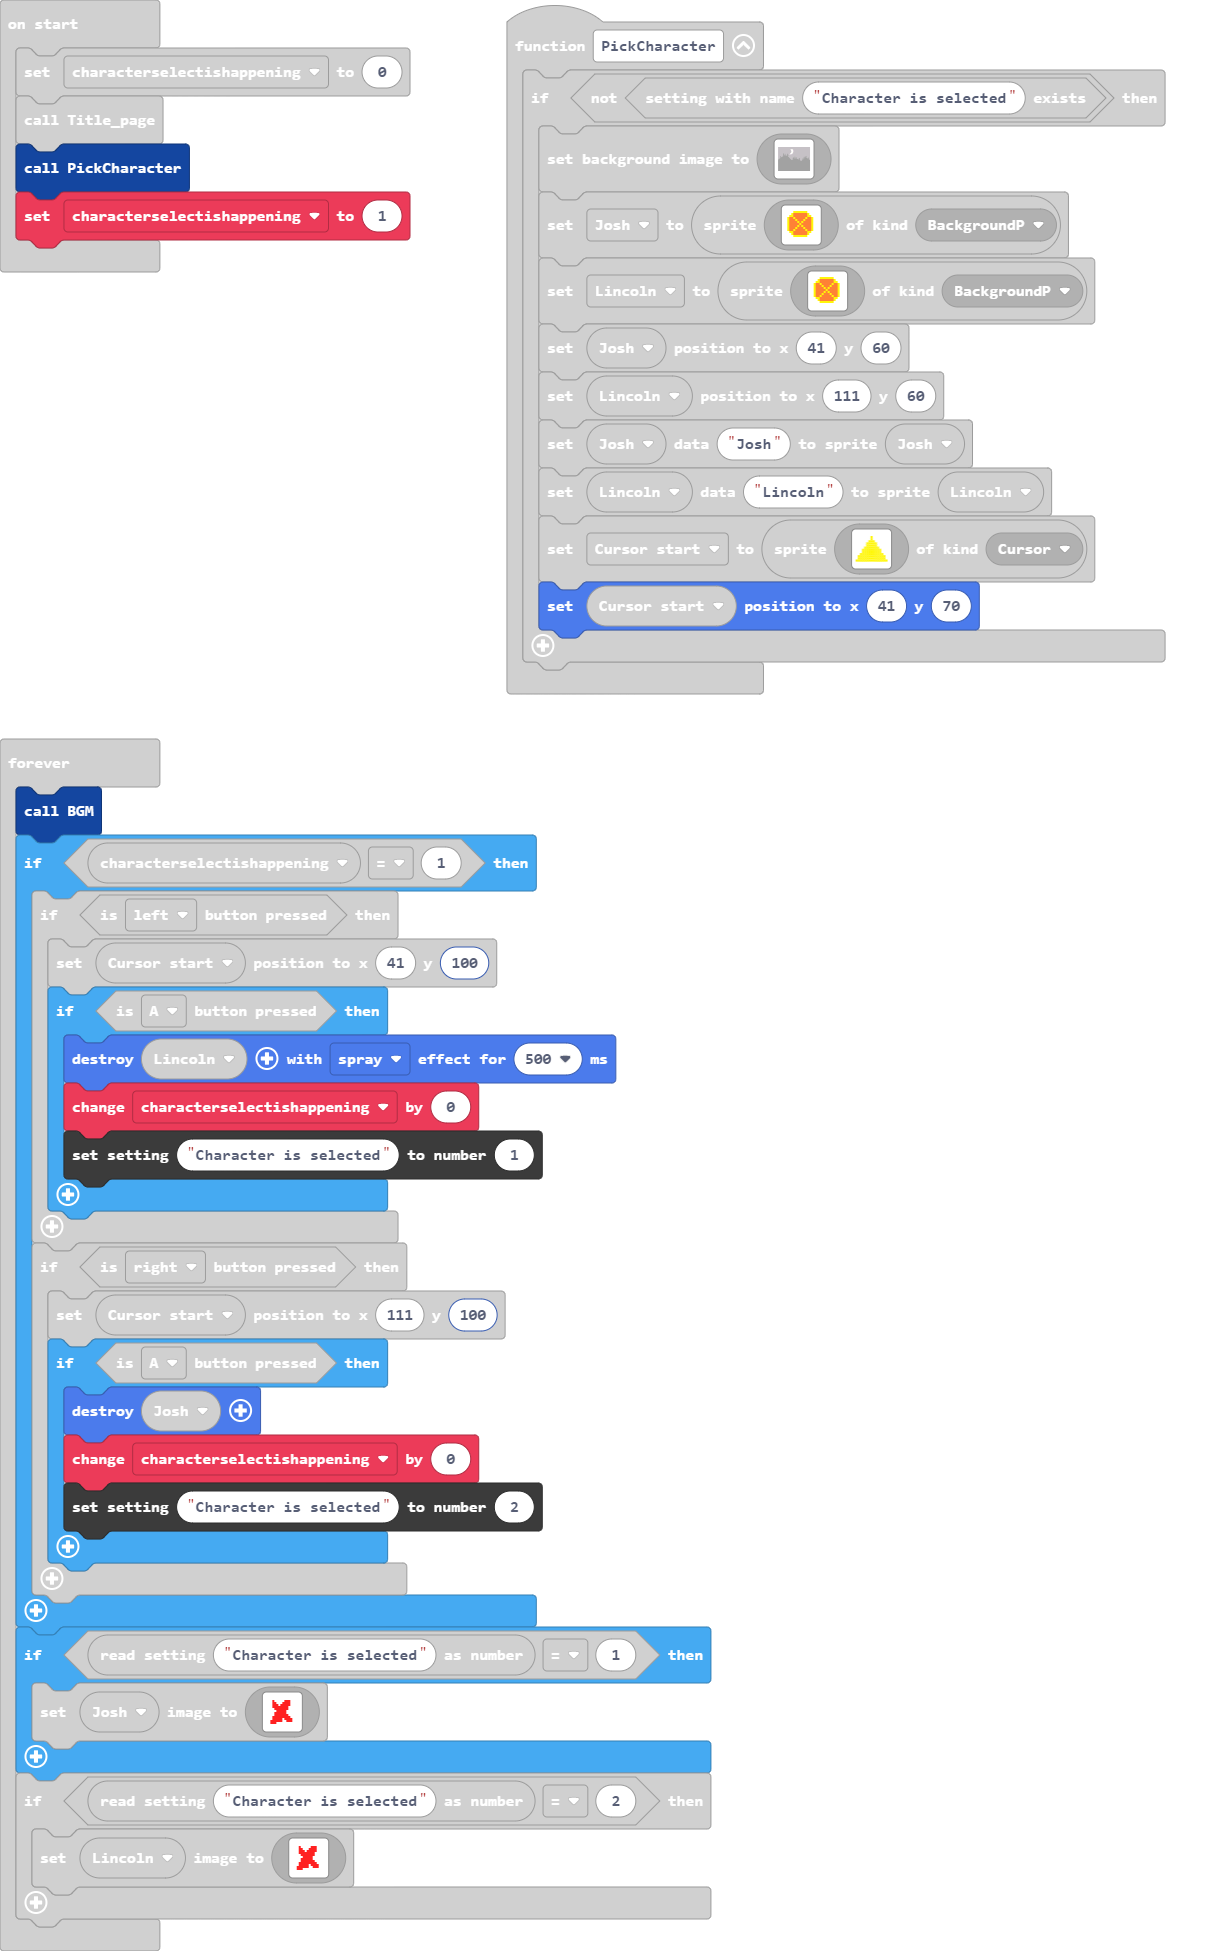 on start
set characterselectishappening to 0
call Title_page
call PickCharacter
set characterselectishappening to 1
function PickCharacter
if not setting with name "Character is selected" exists then
set background image to
set Josh to sprite of kind BackgroundP
set Lincoln to sprite of kind BackgroundP
set Josh position to x 41 y 60
set Lincoln position to x 111 y 60
set Josh data "Josh" to sprite Josh
set Lincoln data "Lincoln" to sprite Lincoln
set Cursor start to sprite of kind Cursor
set Cursor start position to x 41 y 70
forever
call BGM
if characterselectishappening = 1 then
if is left button pressed then
set Cursor start position to x 41 y 100
if is A button pressed then
destroy Lincoln with spray effect for 500 ms
change characterselectishappening by 0
set setting "Character is selected" to number 1
if is right button pressed then
set Cursor start position to x 111 y 100
if is A button pressed then
destroy Josh
change characterselectishappening by 0
set setting "Character is selected" to number 2
if read setting "Character is selected" as number = 1 then
set Josh image to
if read setting "Character is selected" as number = 2 then
set Lincoln image to